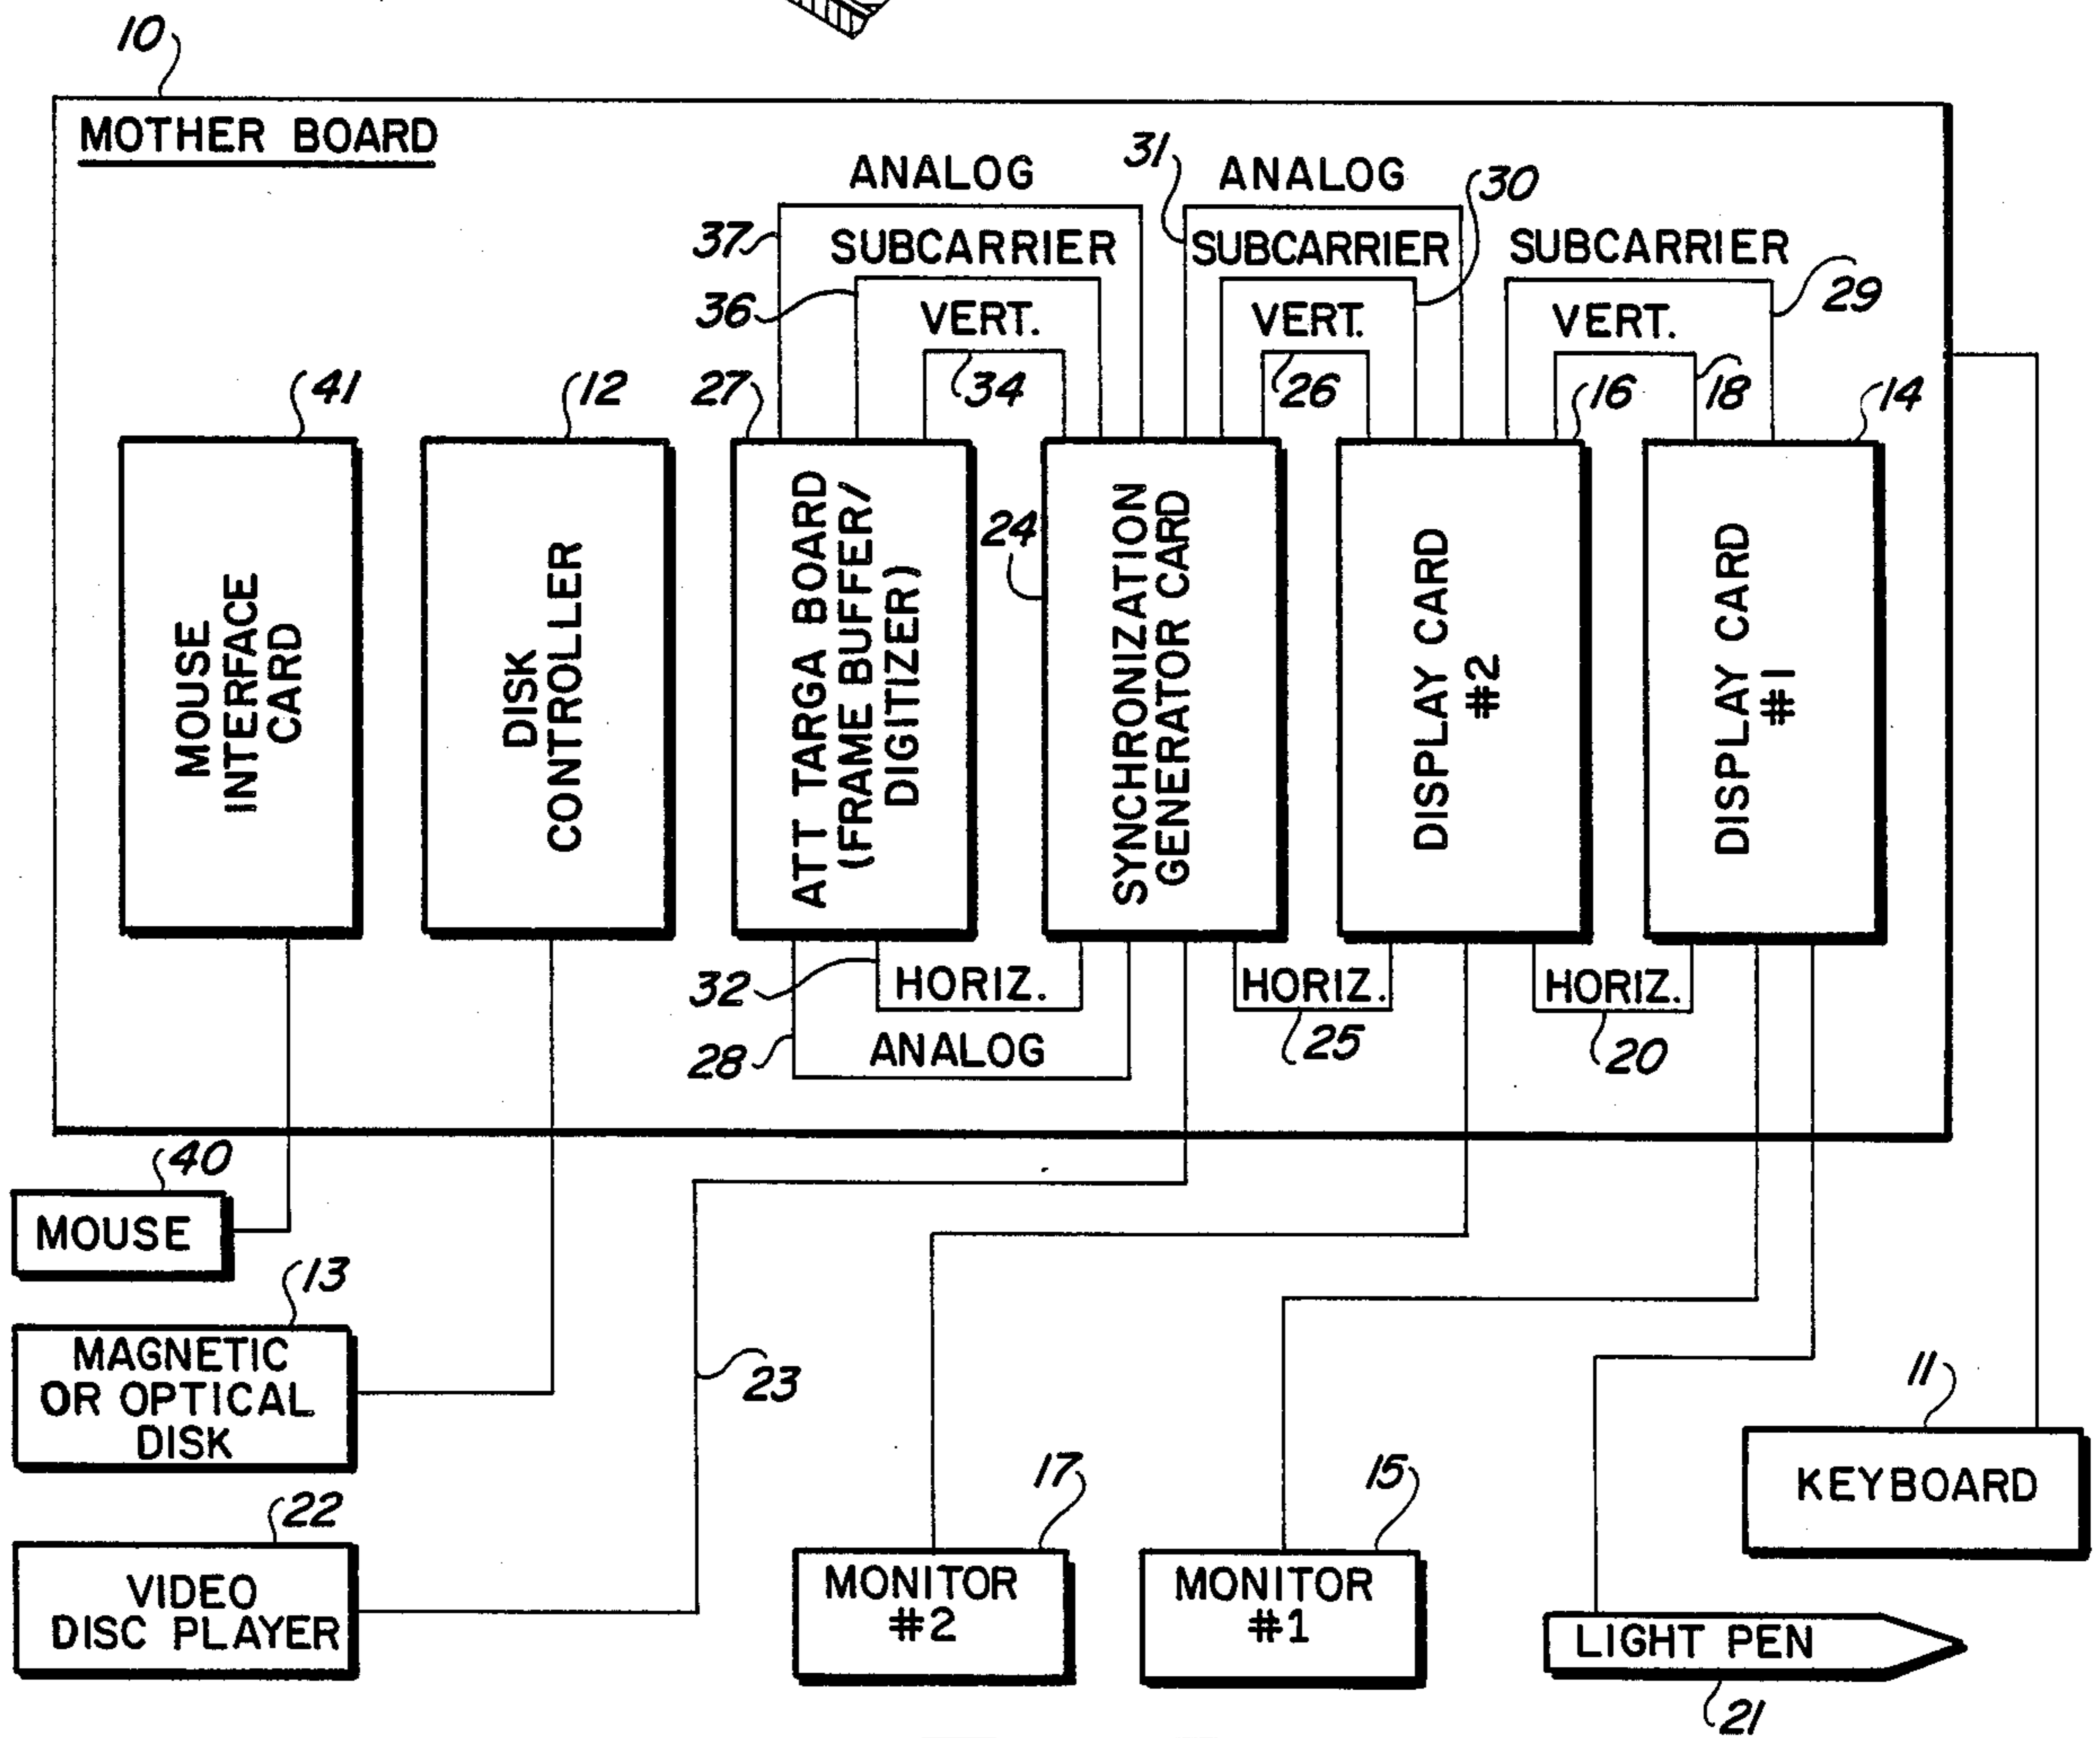 10
MOTHER BOARD
ANALOG
31
ANALOG
30
37
SUBCARRIER
SUBCARRIER
SUBCARRIER
29
36
VERT.
VERT.
VERT.
41
12
27
34
26
16
18
14
24
MOUSE
INTERFACE
CARD
DISK
CONTROLLER
ATT TARGA BOARD
(FRAME BUFFER/
DIGITIZER)
SYNCHRONIZATION
GENERATOR CARD
DISPLAY CARD
#2
DISPLAY CARD
#1
32
HORIZ.
HORIZ.
HORIZ.
28
ANALOG
25
20
40
MOUSE
13
MAGNETIC
OR OPTICAL
DISK
23
11
KEYBOARD
22
VIDEO
DISC PLAYER
17
MONITOR
#2
15
MONITOR
#1
LIGHT PEN
21